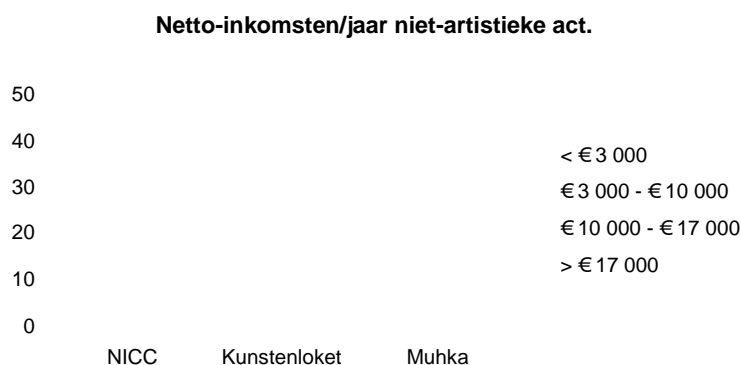 Netto-inkomsten/jaar niet-artistieke act.
50
40
30
20
10
0
NICC Kunstenloket Muhka
< € 3 000
€ 3 000 - € 10 000
€ 10 000 - € 17 000
> € 17 000